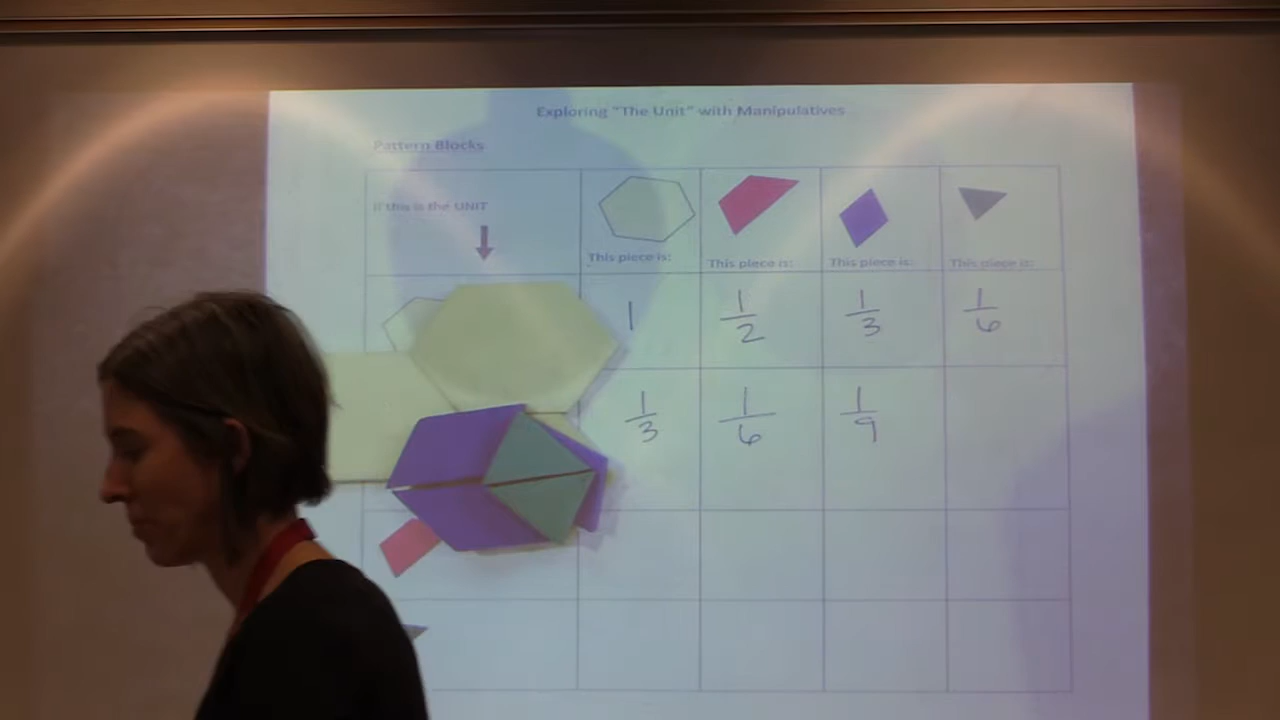 Exploring "The Unit" with Manipulatives
Pattern Blocks
If this is the UNIT
This piece is: This piece is: This piece is: This piece is:
1 1/2 1/3 1/6
1/3 1/6 1/9